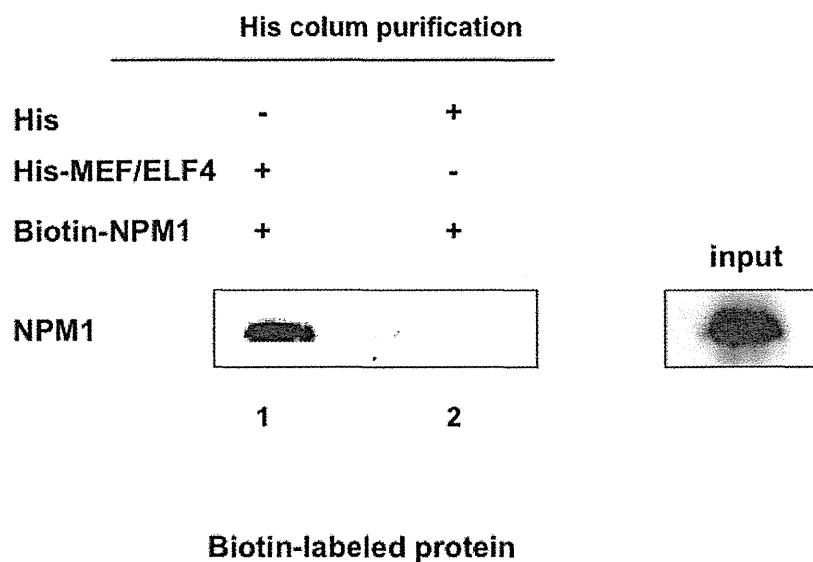 His colum purification
His - +
His-MEF/ELF4 + -
Biotin-NPM1 + +
input
NPM1
1 2
Biotin-labeled protein